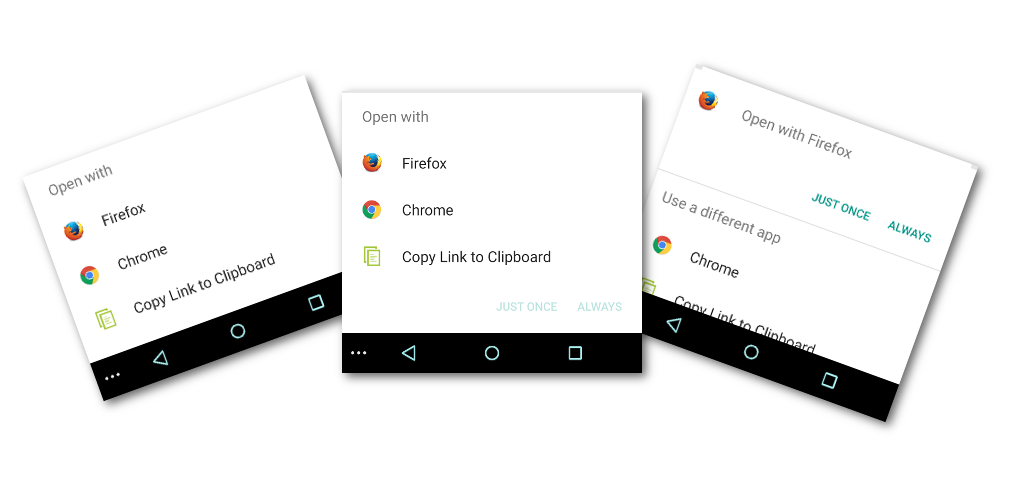 Open with
Firefox
Chrome
Copy Link to Clipboard
Open with
Firefox
Chrome
Copy Link to Clipboard
JUST ONCE ALWAYS
Open with Firefox
JUST ONCE ALWAYS
Use a different app
Chrome
Copy Link to Clipboard